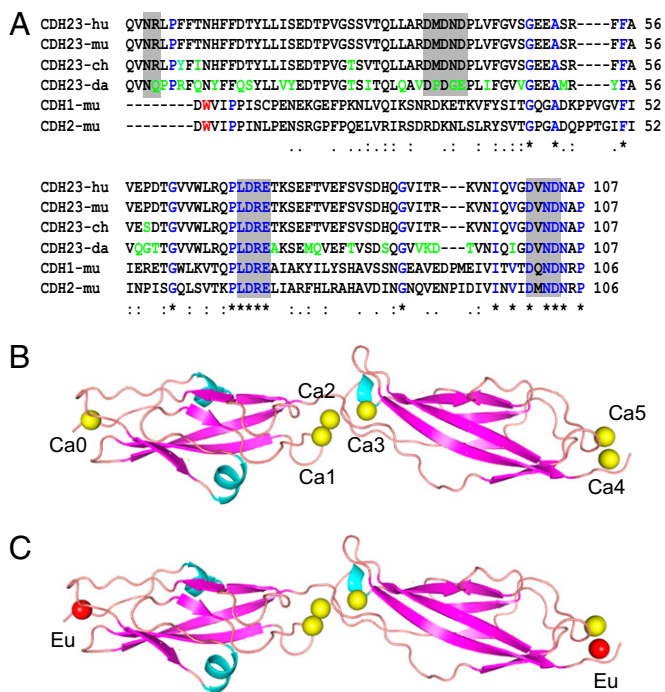 A
CDH23-hu QVNRLPFFTNHFFDTYLLISEDTPVGSSVTQLLARDMDNDPLVFGVSGEEASR----FFA 56
CDH23-mu QVNRLPFFTNHFFDTYLLISEDTPVGSSVTQLLARDMDNDPLVFGVSGEEASR----FFA 56
CDH23-ch QVNRLPYFINHFFDTYLLISEDTPVGTSVTQLLARDMDNDPLVFGVSGEEASR----FFA 56
CDH23-da QVNQPPRFQNYFFQSYLLVYEDTPVGTSITQLQAVDPDGEPLIFGVVGEEAMR----YFA 56
CDH1-mu --------DWVIPPISCPENEKGEFPKNLVQIKSNRDKETKVFYSITGQGADKPPVGVFI 52
CDH2-mu --------DWVIPPINLPENSRGPFPQELVRIRSDRDKNLSLRYSVTGPGADQPPTGIFI 52
.. .: .: .. : : * * . *
CDH23-hu VEPDTGVVWLRQPLDRETKSEFTVEFSVSDHQGVITR---KVNIQVGDVNDNAP 107
CDH23-mu VEPDTGVVWLRQPLDRETKSEFTVEFSVSDHQGVITR---KVNIQVGDVNDNAP 107
CDH23-ch VESDTGVVWLRQPLDRETKSEFTVEFSVSDHQGVITR---KVNIQVGDVNDNAP 107
CDH23-da VQGTTGVVWLRQPLDREAKSEMQVEFTVSDSQGVVKD---TVNIQIGDVNDNAP 107
CDH1-mu IERETGWLKVTQPLDREAIAKYILYSHAVSSNGEAVEDPMEIVITVTDQNDNRP 106
CDH2-mu INPISGQLSVTKPLDRELIARFHLRAHAVDINGNQVENPIDIVINVIDMNDNRP 106
:: :* : : :***** : . : . . :* .. : * * * *** *
B
Ca0
Ca2
Ca1
Ca3
Ca5
Ca4
C
Eu
Eu